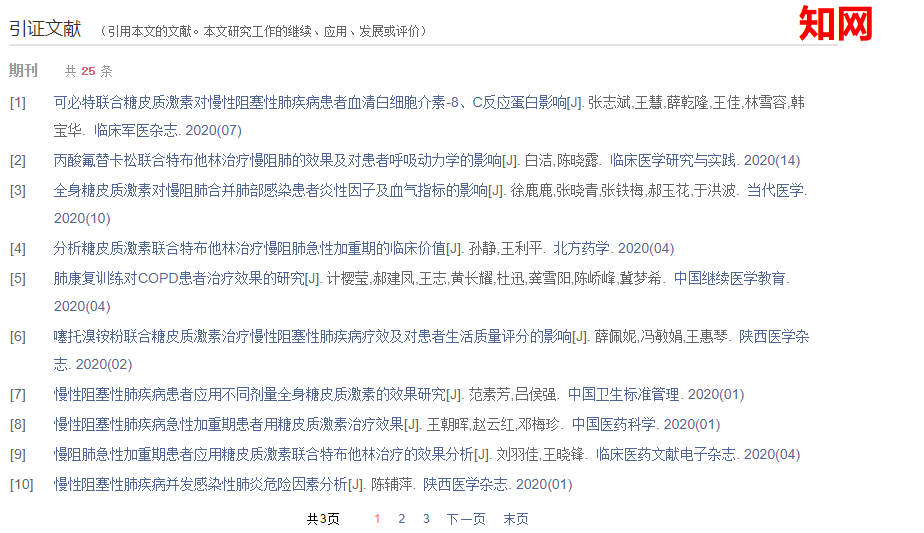 引证文献 （引用本文的文献。本文研究工作的继续、应用、发展或评价） 知网
期刊 共 25 条
[1] 可必特联合糖皮质激素对慢性阻塞性肺疾病患者血清白细胞介素-8、C反应蛋白影响[J]. 张志斌,王慧,薛乾隆,王佳,林雪容,韩
宝华. 临床军医杂志. 2020(07)
[2] 丙酸氟替卡松联合特布他林治疗慢阻肺的效果及对患者呼吸动力学的影响[J]. 白洁,陈晓露. 临床医学研究与实践. 2020(14)
[3] 全身糖皮质激素对慢阻肺合并肺部感染患者炎性因子及血气指标的影响[J]. 徐鹿鹿,张晓青,张铁梅,郝玉花,于洪波. 当代医学.
2020(10)
[4] 分析糖皮质激素联合特布他林治疗慢阻肺急性加重期的临床价值[J]. 孙静,王利平. 北方药学. 2020(04)
[5] 肺康复训练对COPD患者治疗效果的研究[J]. 计樱莹,郝建凤,王志,黄长耀,杜迅,龚雪阳,陈峤峰,冀梦希. 中国继续医学教育.
2020(04)
[6] 噻托溴铵粉联合糖皮质激素治疗慢性阻塞性肺疾病疗效及对患者生活质量评分的影响[J]. 薛佩妮,冯敏娟,王惠琴. 陕西医学杂
志. 2020(02)
[7] 慢性阻塞性肺疾病患者应用不同剂量全身糖皮质激素的效果研究[J]. 范素芳,吕侯强. 中国卫生标准管理. 2020(01)
[8] 慢性阻塞性肺疾病急性加重期患者用糖皮质激素治疗效果[J]. 王朝晖,赵云红,邓梅珍. 中国医药科学. 2020(01)
[9] 慢阻肺急性加重期患者应用糖皮质激素联合特布他林治疗的效果分析[J]. 刘羽佳,王晓锋. 临床医药文献电子杂志. 2020(04)
[10] 慢性阻塞性肺疾病并发感染性肺炎危险因素分析[J]. 陈辅萍. 陕西医学杂志. 2020(01)
共3页 1 2 3 下一页 末页